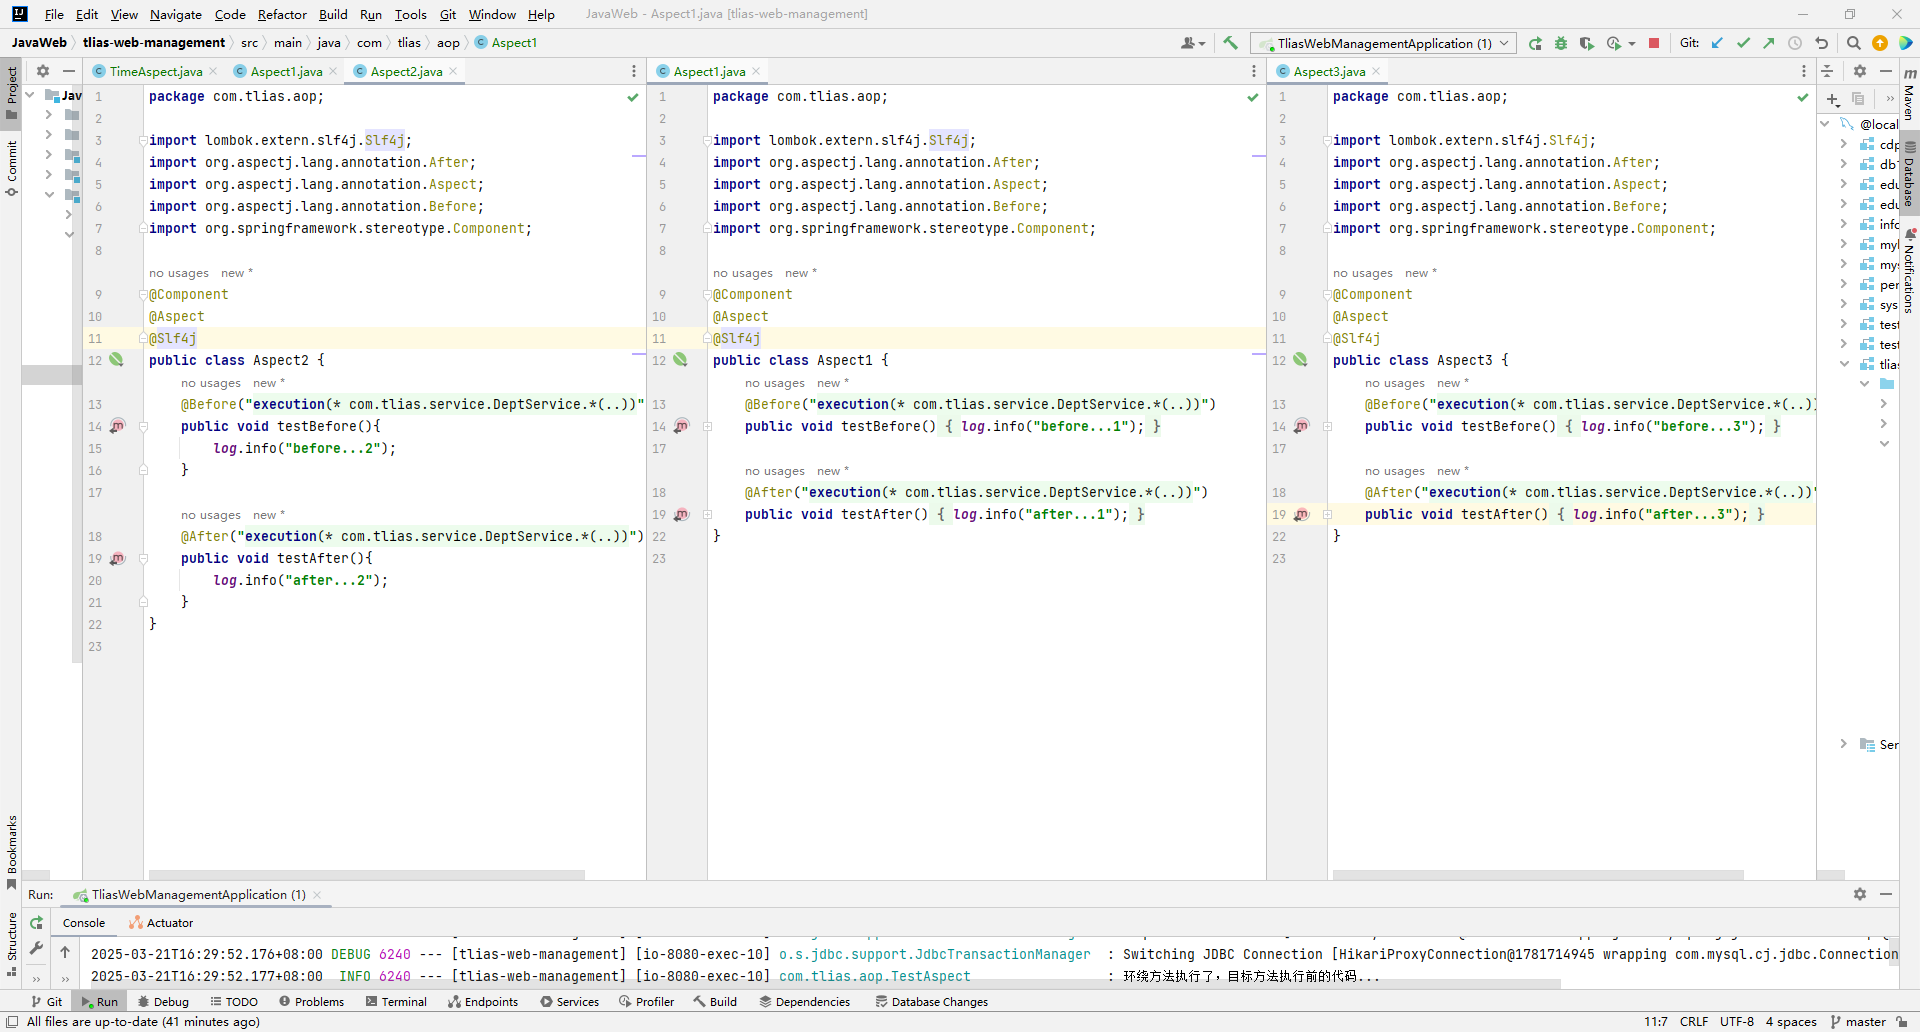 File Edit View Navigate Code Refactor Build Run Tools Git Window Help JavaWeb - Aspect1.java [tlias-web-management]
JavaWeb tlias-web-management src main java com tlias aop Aspect1
TliasWebManagementApplication (1) Git:
Project
Commit
Bookmarks
Structure
Jav
TimeAspect.java Aspect1.java Aspect2.java
1 package com.tlias.aop;
2
3 import lombok.extern.slf4j.Slf4j;
4 import org.aspectj.lang.annotation.After;
5 import org.aspectj.lang.annotation.Aspect;
6 import org.aspectj.lang.annotation.Before;
7 import org.springframework.stereotype.Component;
8
no usages new *
9 @Component
10 @Aspect
11 @Slf4j
12 public class Aspect2 {
no usages new *
13 @Before("execution(* com.tlias.service.DeptService.*(..))"
14 public void testBefore(){
15 log.info("before...2");
16 }
17
no usages new *
18 @After("execution(* com.tlias.service.DeptService.*(..))")
19 public void testAfter(){
20 log.info("after...2");
21 }
22 }
23
Aspect1.java
1 package com.tlias.aop;
2
3 import lombok.extern.slf4j.Slf4j;
4 import org.aspectj.lang.annotation.After;
5 import org.aspectj.lang.annotation.Aspect;
6 import org.aspectj.lang.annotation.Before;
7 import org.springframework.stereotype.Component;
8
no usages new *
9 @Component
10 @Aspect
11 @Slf4j
12 public class Aspect1 {
no usages new *
13 @Before("execution(* com.tlias.service.DeptService.*(..))")
14 public void testBefore() { log.info("before...1"); }
17
no usages new *
18 @After("execution(* com.tlias.service.DeptService.*(..))")
19 public void testAfter() { log.info("after...1"); }
22 }
23
Aspect3.java
1 package com.tlias.aop;
2
3 import lombok.extern.slf4j.Slf4j;
4 import org.aspectj.lang.annotation.After;
5 import org.aspectj.lang.annotation.Aspect;
6 import org.aspectj.lang.annotation.Before;
7 import org.springframework.stereotype.Component;
8
no usages new *
9 @Component
10 @Aspect
11 @Slf4j
12 public class Aspect3 {
no usages new *
13 @Before("execution(* com.tlias.service.DeptService.*(..))
14 public void testBefore() { log.info("before...3"); }
17
no usages new *
18 @After("execution(* com.tlias.service.DeptService.*(..))"
19 public void testAfter() { log.info("after...3"); }
22 }
23
@local
cdp
edu
edu
info
mys
per
sys
test
test
tlias
Ser
Maven
Database
Notifications
Run: TliasWebManagementApplication (1)
Console Actuator
2025-03-21T16:29:52.176+08:00 DEBUG 6240 --- [tlias-web-management] [io-8080-exec-10] o.s.jdbc.support.JdbcTransactionManager : Switching JDBC Connection [HikariProxyConnection@1781714945 wrapping com.mysql.cj.jdbc.Connection
2025-03-21T16:29:52.177+08:00 INFO 6240 --- [tlias-web-management] [io-8080-exec-10] com.tlias.aop.TestAspect : 环绕方法执行了，目标方法执行前的代码...
Git Run Debug TODO Problems Terminal Endpoints Services Profiler Build Dependencies Database Changes
All files are up-to-date (41 minutes ago) 11:7 CRLF UTF-8 4 spaces master